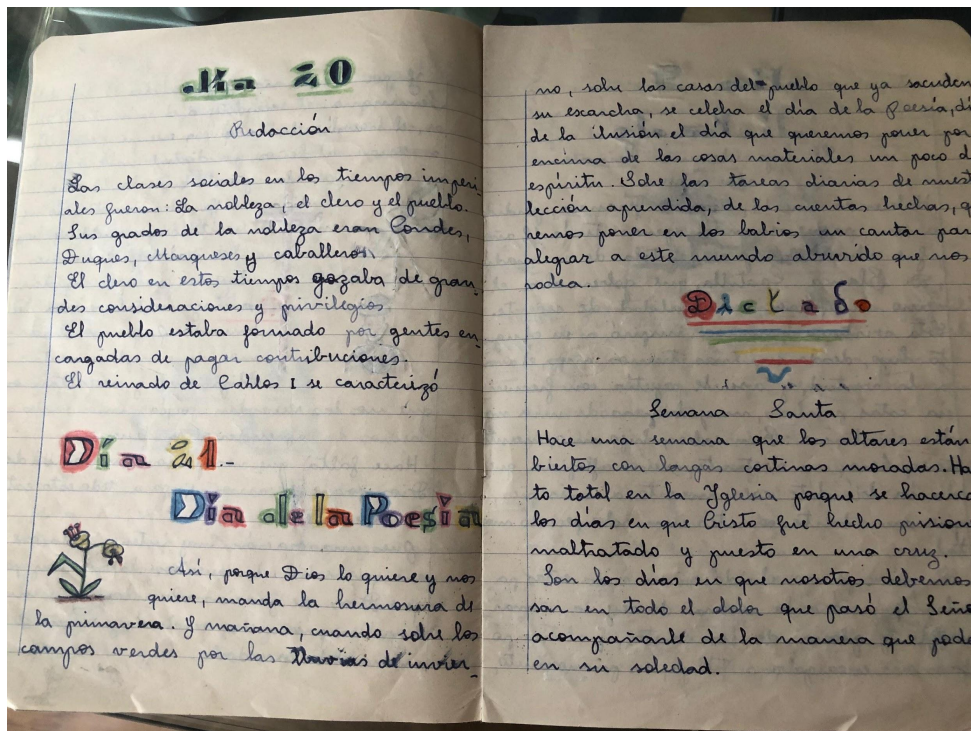 Día 20
Redacción
Las clases sociales en los tiempos imperi-
ales fueron: La nobleza, el clero y el pueblo.
Sus grados de la nobleza eran Condes,
Duques, Marqueses y caballeros.
El clero en estos tiempos gozaba de gran-
des consideraciones y privilegios.
El pueblo estaba formado por gentes en-
cargadas de pagar contribuciones.
El reinado de Carlos I se caracterizó
Día 21.-
Día de la Poesia
Así, porque Dios lo quiere y nos
quiere, manda la hermosura de
la primavera. Y mañana, cuando sobre los
campos verdes por las lluvias de invier-
no, sobre las casas del pueblo que ya sacuden
su escarcha, se celebra el día de la Poesía, dí
de la ilusión el día que queremos poner por
encima de las cosas materiales un poco d
espíritu. Sobre las tareas diarias de nuest
lección aprendida, de las cuentas hechas, q
remos poner en los labios un cantar par
alegrar a este mundo aburrido que nos
rodea.
Dictado
Semana Santa
Hace una semana que los altares están
biertos con largas cortinas moradas. Ha
to total en la Yglesia porque se hacerca
los días en que Cristo fue hecho prision
maltratado y puesto en una cruz.
Son los días en que nosotros debemos
sar en todo el dolor que pasó el Seño
acompañarle de la manera que pod
en su soledad.